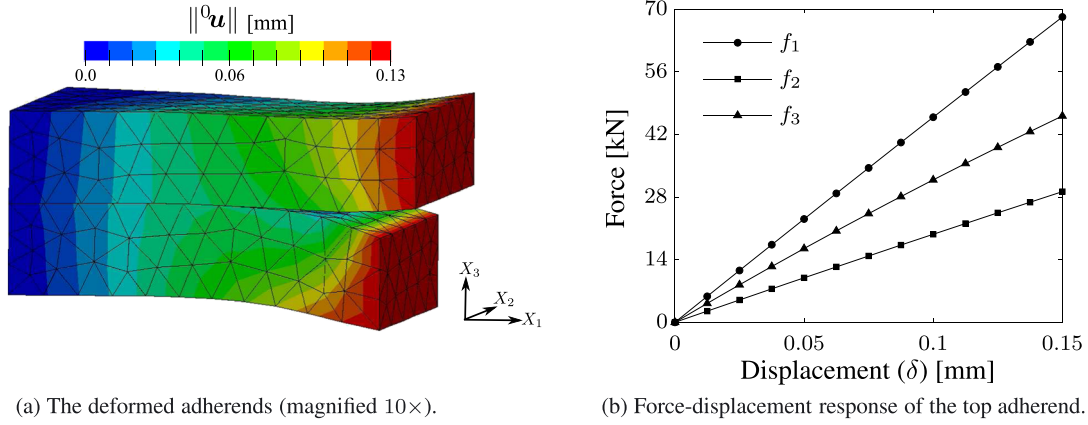 ‖⁰𝒖‖ [mm]
0.0 0.06 0.13
X₃
X₂
X₁
(a) The deformed adherends (magnified 10×).
Force [kN]
70
56
42
28
14
0
f₁
f₂
f₃
0 0.05 0.1 0.15
Displacement (δ) [mm]
(b) Force-displacement response of the top adherend.